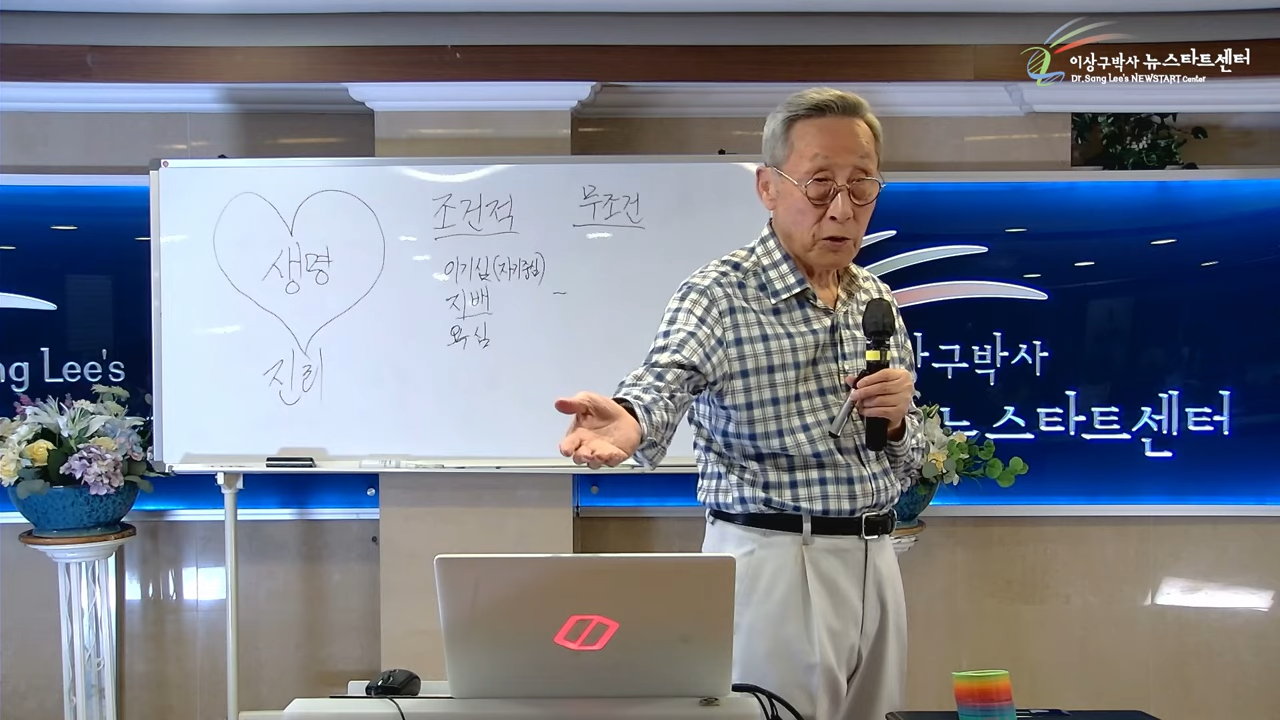 이상구박사 뉴스타트센터
Dr. Sang Lee's NEWSTART Center
생명
진리
조건적
무조건
이기심(자기중심)
지배
욕심
~
ng Lee's
구박사
뉴스타트센터